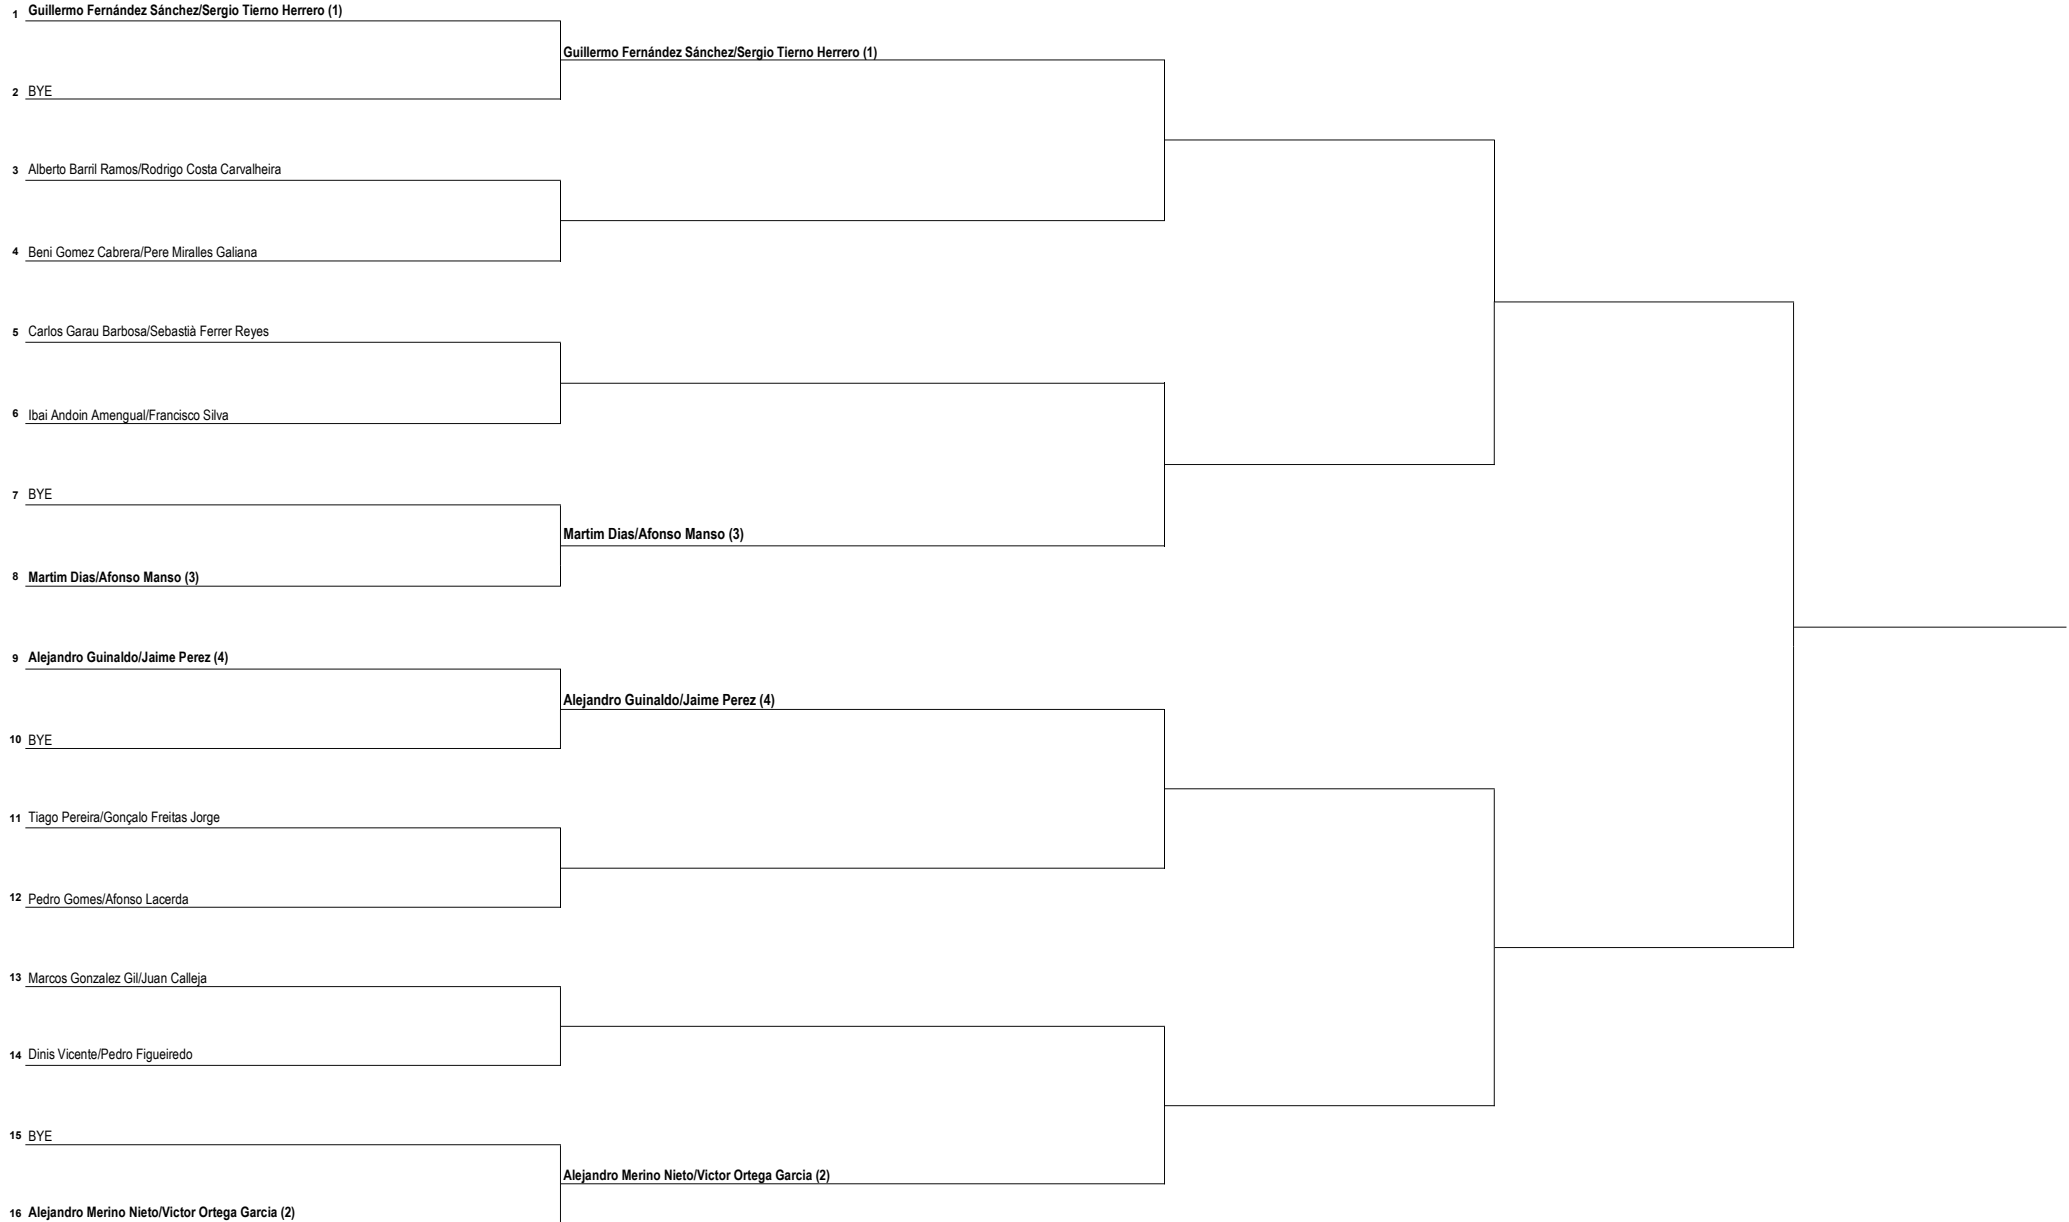 1 Guillermo Fernández Sánchez/Sergio Tierno Herrero (1)
Guillermo Fernández Sánchez/Sergio Tierno Herrero (1)
2 BYE
3 Alberto Barril Ramos/Rodrigo Costa Carvalheira
4 Beni Gomez Cabrera/Pere Miralles Galiana
5 Carlos Garau Barbosa/Sebastià Ferrer Reyes
6 Ibai Andoin Amengual/Francisco Silva
7 BYE
Martim Dias/Afonso Manso (3)
8 Martim Dias/Afonso Manso (3)
9 Alejandro Guinaldo/Jaime Perez (4)
Alejandro Guinaldo/Jaime Perez (4)
10 BYE
11 Tiago Pereira/Gonçalo Freitas Jorge
12 Pedro Gomes/Afonso Lacerda
13 Marcos Gonzalez Gil/Juan Calleja
14 Dinis Vicente/Pedro Figueiredo
15 BYE
Alejandro Merino Nieto/Victor Ortega Garcia (2)
16 Alejandro Merino Nieto/Victor Ortega Garcia (2)